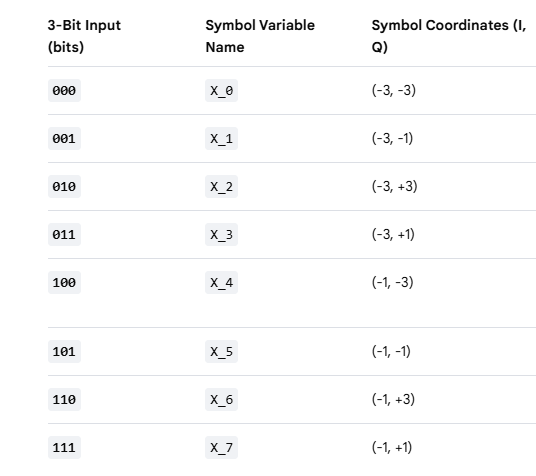 3-Bit Input (bits) Symbol Variable Name Symbol Coordinates (I, Q)
000 X_0 (-3, -3)
001 X_1 (-3, -1)
010 X_2 (-3, +3)
011 X_3 (-3, +1)
100 X_4 (-1, -3)
101 X_5 (-1, -1)
110 X_6 (-1, +3)
111 X_7 (-1, +1)